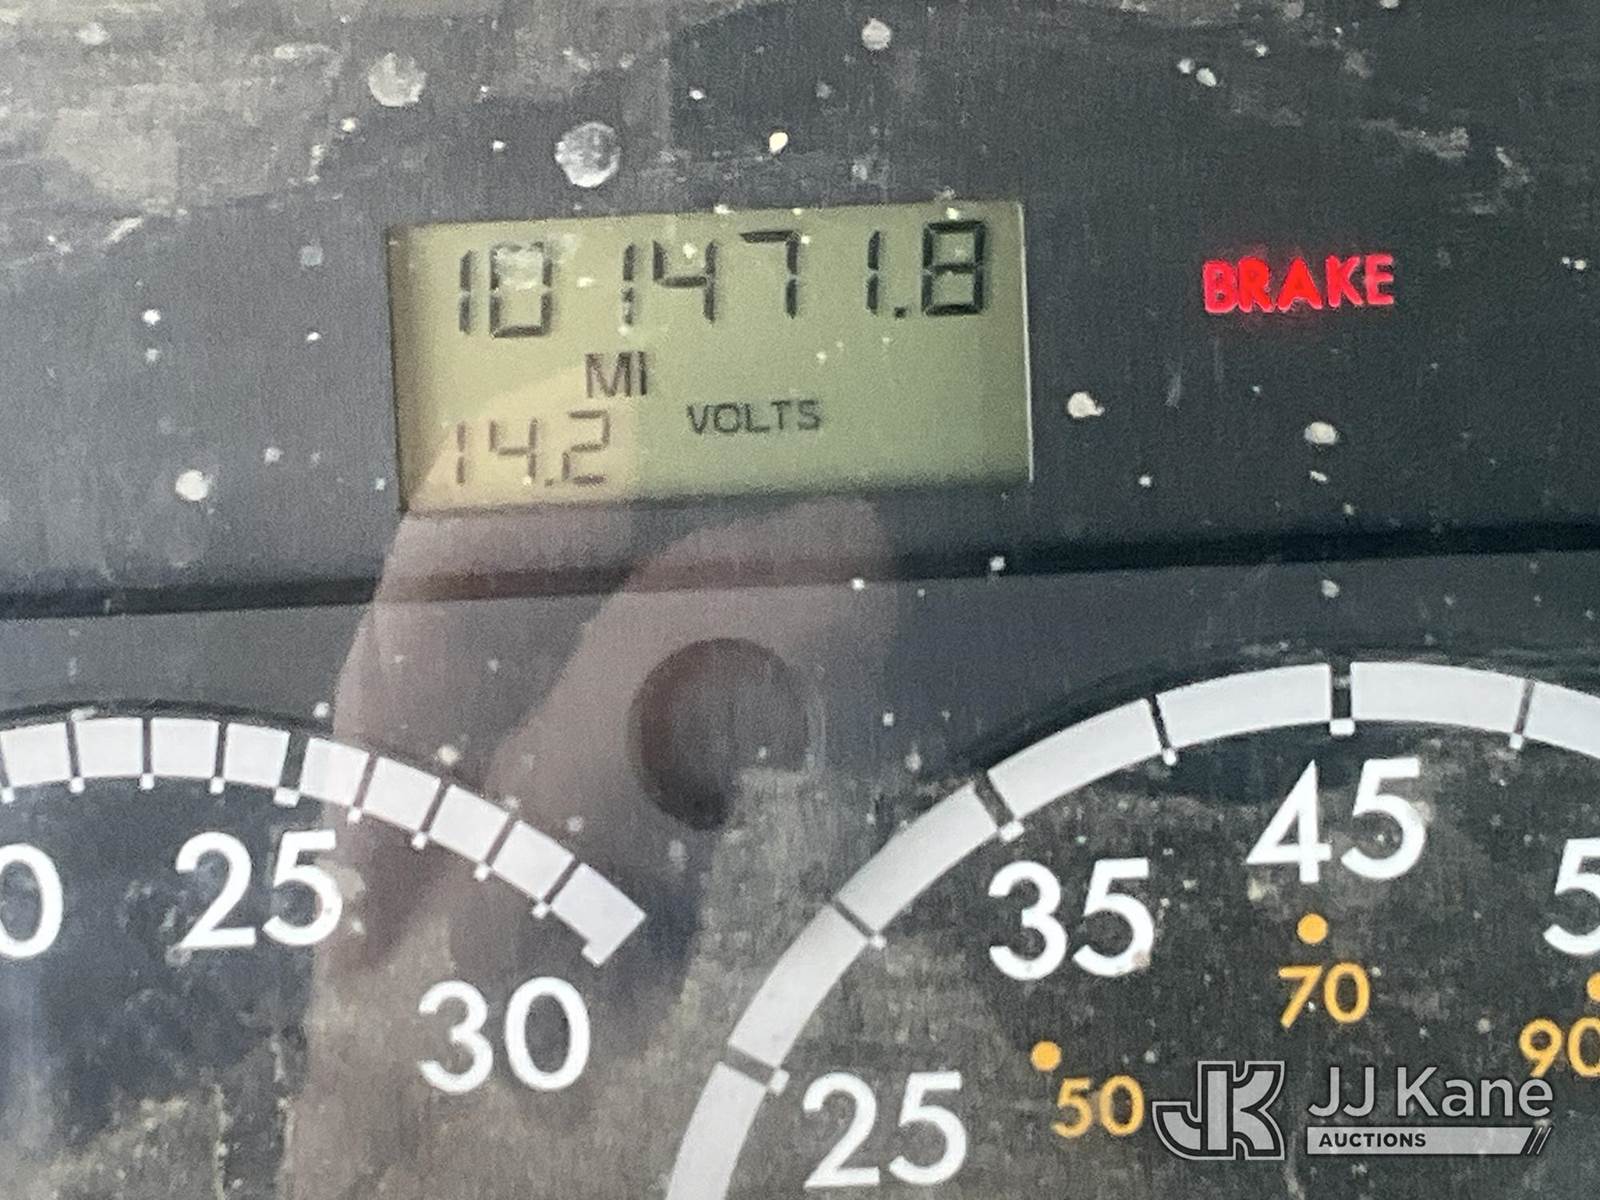 101471.8
MI
14.2 VOLTS
BRAKE
25
30
25
35
45
50
70
90
JJ Kane
AUCTIONS